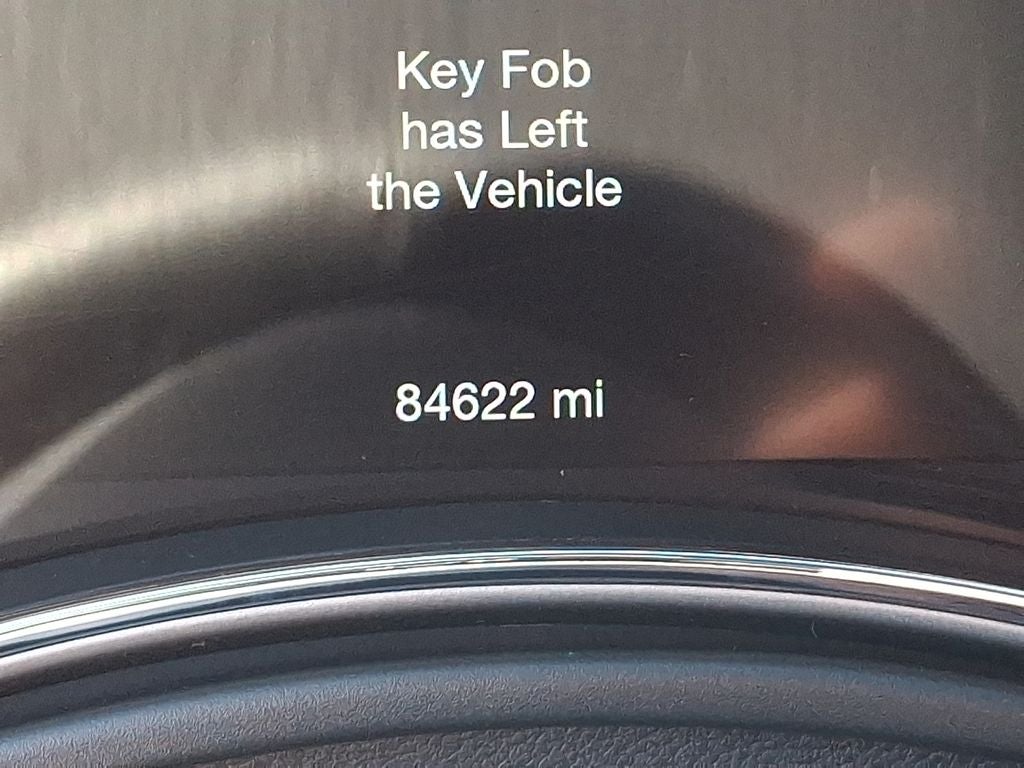 Key Fob
has Left
the Vehicle
84622 mi